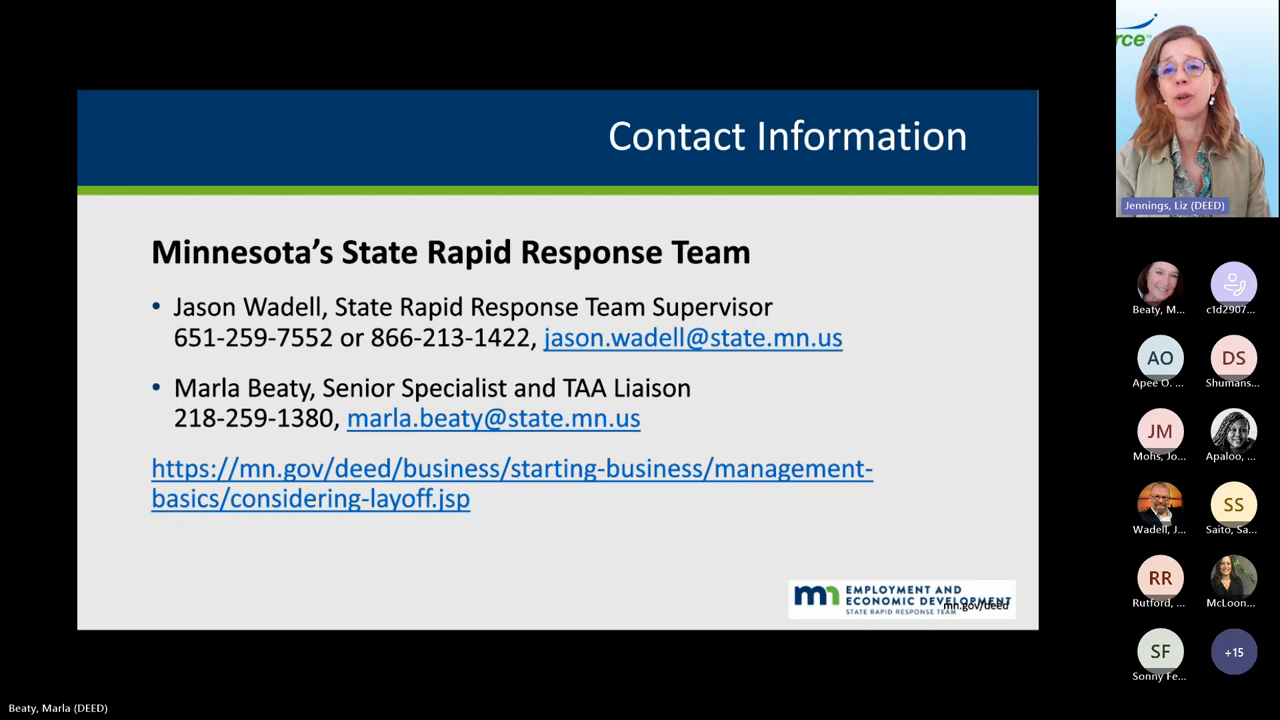 Contact Information
Minnesota's State Rapid Response Team
• Jason Wadell, State Rapid Response Team Supervisor
651-259-7552 or 866-213-1422, jason.wadell@state.mn.us
• Marla Beaty, Senior Specialist and TAA Liaison
218-259-1380, marla.beaty@state.mn.us
https://mn.gov/deed/business/starting-business/management-
basics/considering-layoff.jsp
mn EMPLOYMENT AND
ECONOMIC DEVELOPMENT
STATE RAPID RESPONSE TEAM
mn.gov/deed
rce
Jennings, Liz (DEED)
Beaty, M... c1d2907...
AO DS
Apee O. ... Shumans...
JM
Mohs, Jo... Apaloo, ...
SS
Wadell, J... Saito, Sa...
RR
Rutford, ... McLoon...
SF +15
Sonny Fe...
Beaty, Marla (DEED)